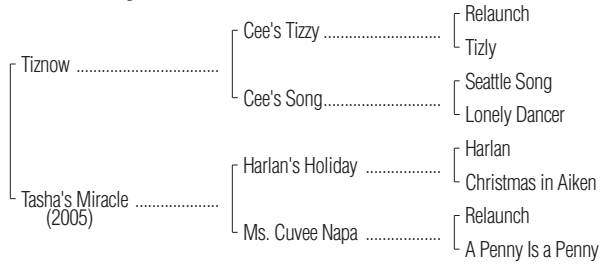 Relaunch
Cee's Tizzy ........................
Tizly
Tiznow ..................................
Seattle Song
Cee's Song............................
Lonely Dancer
Harlan
Harlan's Holiday ..................
Christmas in Aiken
Tasha's Miracle ....................
(2005)
Relaunch
Ms. Cuvee Napa ..................
A Penny Is a Penny